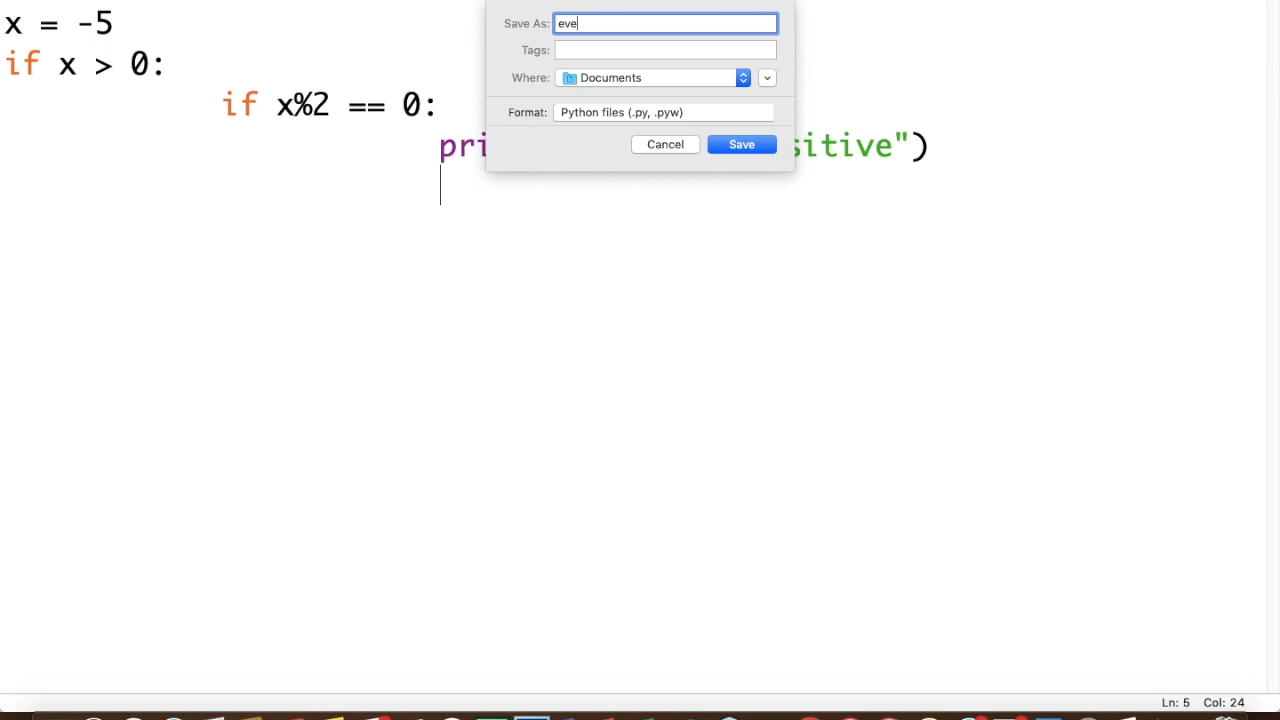 x = -5
if x > 0:
if x%2 == 0:
sitive")
Save As: eve
Tags:
Where: Documents
Format: Python files (.py, .pyw)
Cancel Save
Ln: 5 Col: 24